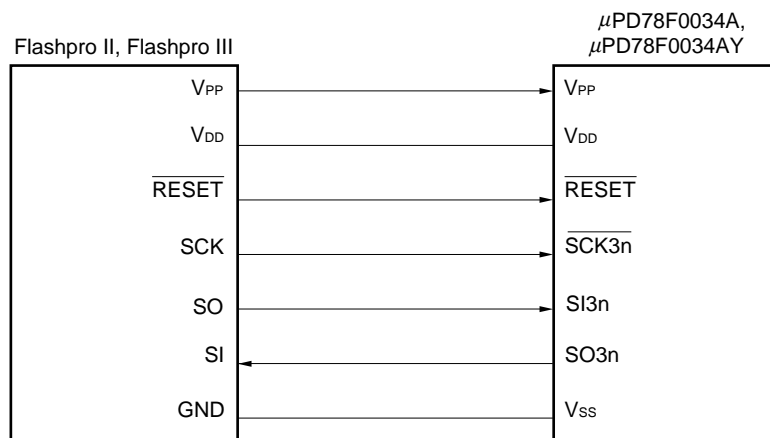 μPD78F0034A,
Flashpro II, Flashpro III μPD78F0034AY
VPP VPP
VDD VDD
RESET RESET
SCK SCK3n
SO SI3n
SI SO3n
GND VSS